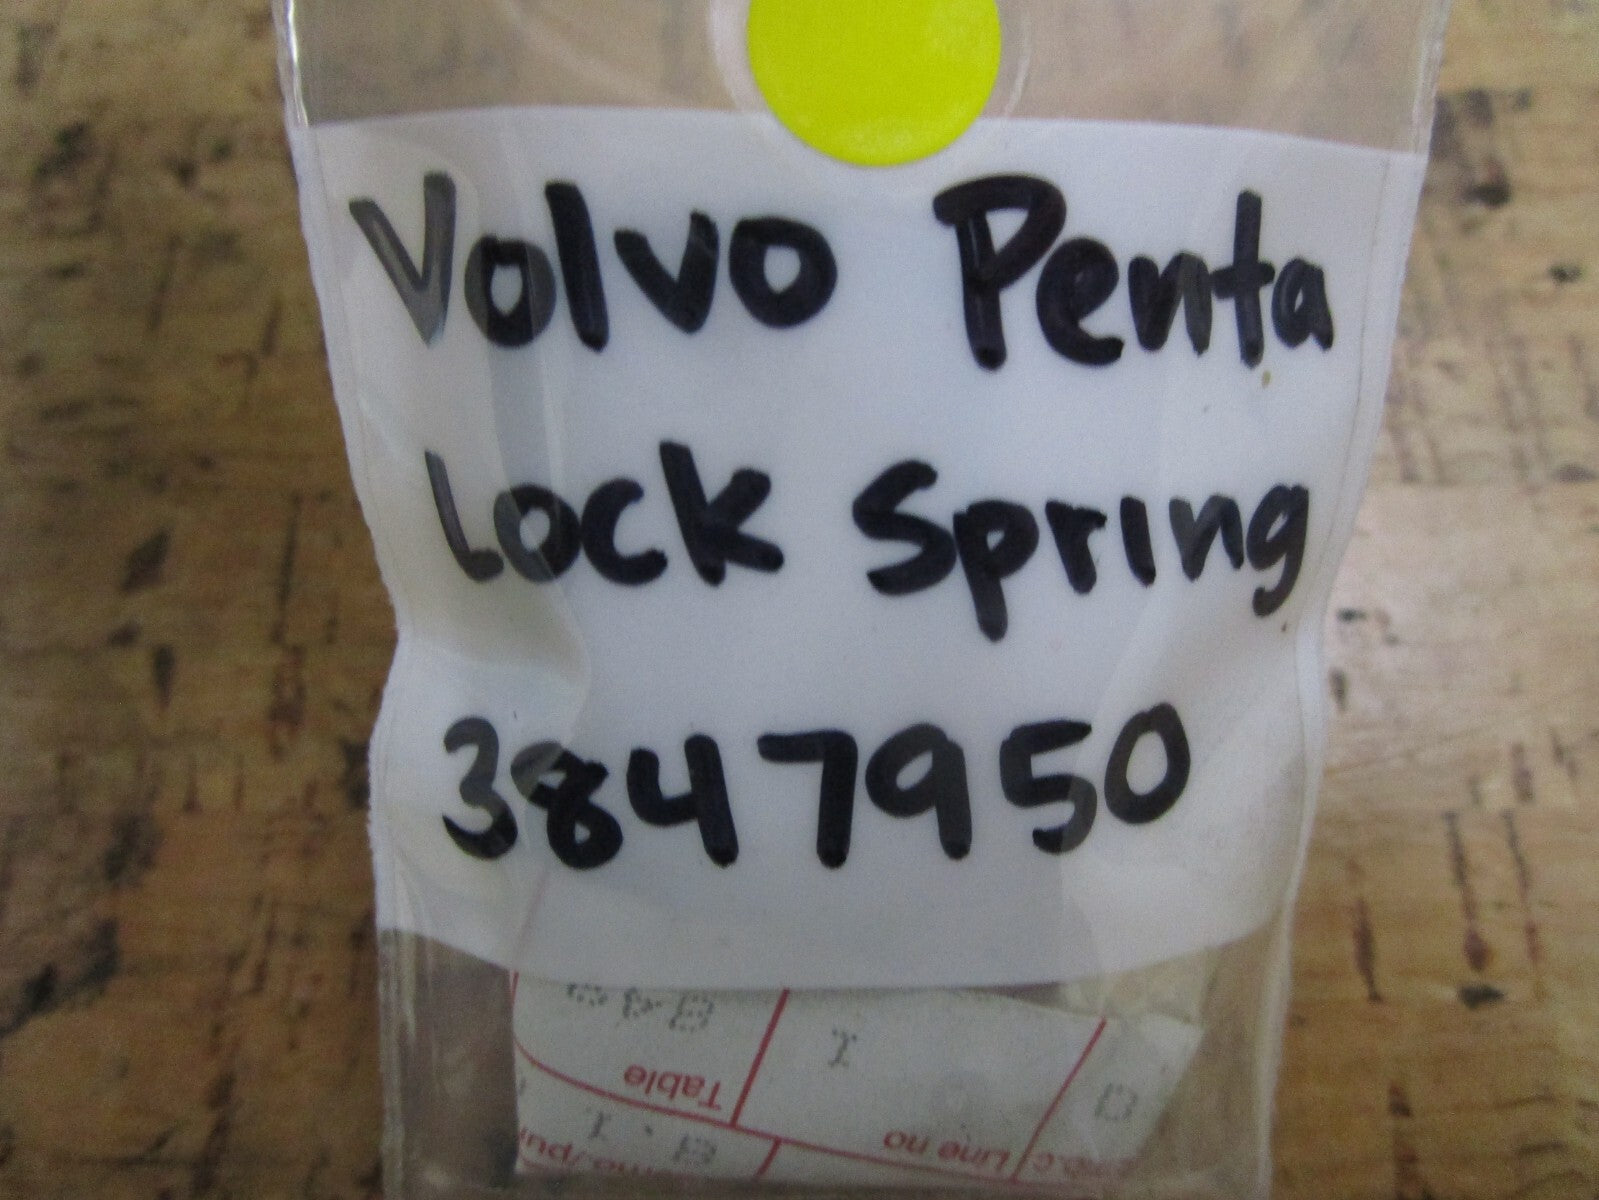 Volvo Penta
Lock Spring
3847950
Table
Line no